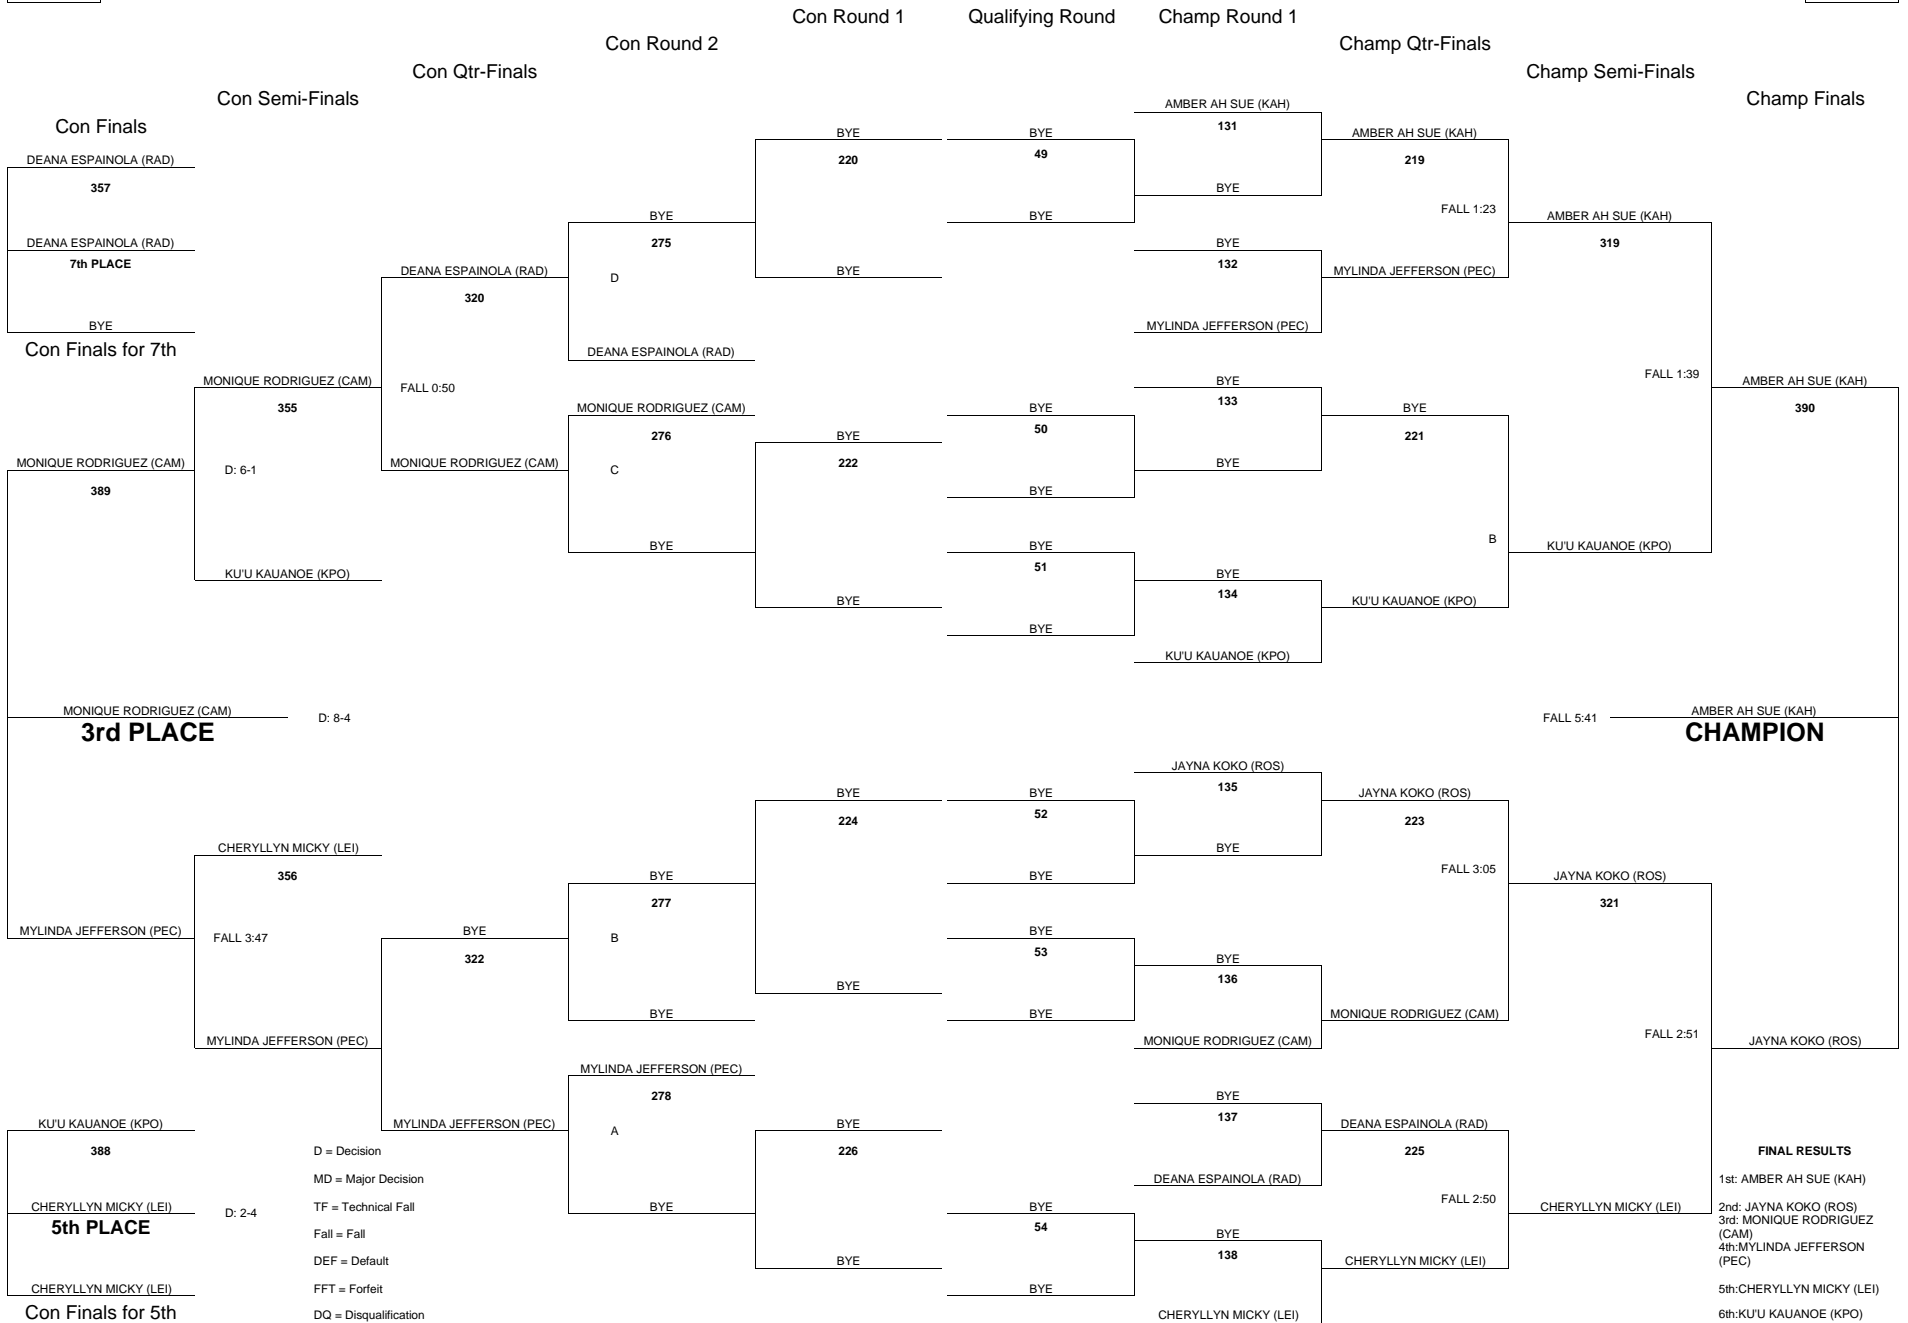 Con Round 1 Qualifying Round Champ Round 1
Con Round 2 Champ Qtr-Finals
Con Qtr-Finals Champ Semi-Finals
Con Semi-Finals Champ Finals
Con Finals
DEANA ESPAINOLA (RAD)
357
DEANA ESPAINOLA (RAD)
7th PLACE
BYE
Con Finals for 7th
MONIQUE RODRIGUEZ (CAM)
389
MONIQUE RODRIGUEZ (CAM)
3rd PLACE
D: 8-4
MYLINDA JEFFERSON (PEC)
KU'U KAUANOE (KPO)
388
CHERYLLYN MICKY (LEI)
5th PLACE
D: 2-4
CHERYLLYN MICKY (LEI)
Con Finals for 5th
MONIQUE RODRIGUEZ (CAM)
355
D: 6-1
KU'U KAUANOE (KPO)
CHERYLLYN MICKY (LEI)
356
FALL 3:47
MYLINDA JEFFERSON (PEC)
D = Decision
MD = Major Decision
TF = Technical Fall
Fall = Fall
DEF = Default
FFT = Forfeit
DQ = Disqualification
DEANA ESPAINOLA (RAD)
320
FALL 0:50
MONIQUE RODRIGUEZ (CAM)
BYE
322
MYLINDA JEFFERSON (PEC)
BYE
275
D
DEANA ESPAINOLA (RAD)
MONIQUE RODRIGUEZ (CAM)
276
C
BYE
BYE
277
B
BYE
MYLINDA JEFFERSON (PEC)
278
A
BYE
BYE
220
BYE
BYE
222
BYE
BYE
224
BYE
BYE
226
BYE
BYE
49
BYE
BYE
50
BYE
BYE
51
BYE
BYE
52
BYE
BYE
53
BYE
BYE
54
BYE
AMBER AH SUE (KAH)
131
BYE
BYE
132
MYLINDA JEFFERSON (PEC)
BYE
133
BYE
BYE
134
KU'U KAUANOE (KPO)
JAYNA KOKO (ROS)
135
BYE
BYE
136
MONIQUE RODRIGUEZ (CAM)
BYE
137
DEANA ESPAINOLA (RAD)
BYE
138
CHERYLLYN MICKY (LEI)
AMBER AH SUE (KAH)
219
FALL 1:23
MYLINDA JEFFERSON (PEC)
BYE
221
B
KU'U KAUANOE (KPO)
JAYNA KOKO (ROS)
223
FALL 3:05
MONIQUE RODRIGUEZ (CAM)
DEANA ESPAINOLA (RAD)
225
FALL 2:50
CHERYLLYN MICKY (LEI)
AMBER AH SUE (KAH)
319
FALL 1:39
KU'U KAUANOE (KPO)
JAYNA KOKO (ROS)
321
FALL 2:51
CHERYLLYN MICKY (LEI)
AMBER AH SUE (KAH)
390
FALL 5:41
AMBER AH SUE (KAH)
CHAMPION
JAYNA KOKO (ROS)
FINAL RESULTS
1st: AMBER AH SUE (KAH)
2nd: JAYNA KOKO (ROS)
3rd: MONIQUE RODRIGUEZ
(CAM)
4th:MYLINDA JEFFERSON
(PEC)
5th:CHERYLLYN MICKY (LEI)
6th:KU'U KAUANOE (KPO)